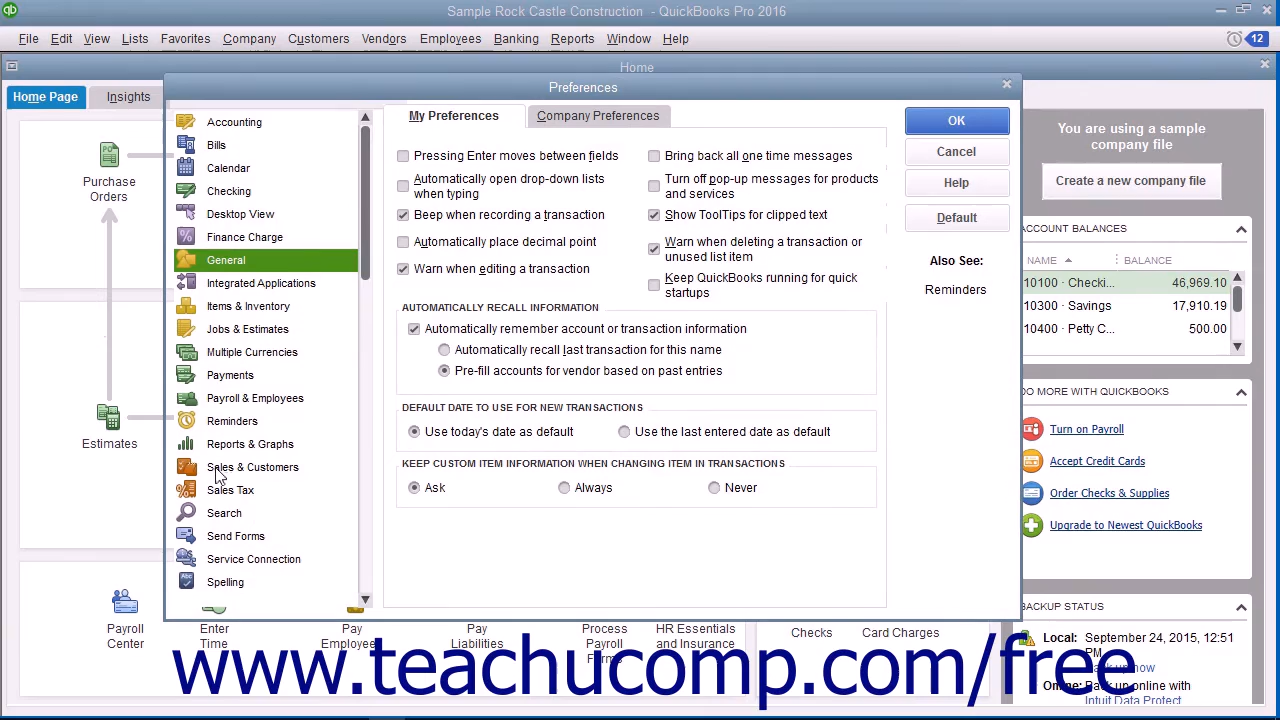 qb
Sample Rock Castle Construction - QuickBooks Pro 2016
File Edit View Lists Favorites Company Customers Vendors Employees Banking Reports Window Help
12
Home
Home Page Insights
Purchase
Orders
Estimates
Payroll
Center
Enter
Time
Pay
Employees
Pay
Liabilities
Process
Payroll
Forms
HR Essentials
and Insurance
Checks
Card Charges
Preferences
Accounting
Bills
Calendar
Checking
Desktop View
Finance Charge
General
Integrated Applications
Items & Inventory
Jobs & Estimates
Multiple Currencies
Payments
Payroll & Employees
Reminders
Reports & Graphs
Sales & Customers
Sales Tax
Search
Send Forms
Service Connection
Spelling
My Preferences Company Preferences
Pressing Enter moves between fields
Automatically open drop-down lists
when typing
Beep when recording a transaction
Automatically place decimal point
Warn when editing a transaction
Bring back all one time messages
Turn off pop-up messages for products
and services
Show ToolTips for clipped text
Warn when deleting a transaction or
unused list item
Keep QuickBooks running for quick
startups
AUTOMATICALLY RECALL INFORMATION
Automatically remember account or transaction information
Automatically recall last transaction for this name
Pre-fill accounts for vendor based on past entries
DEFAULT DATE TO USE FOR NEW TRANSACTIONS
Use today's date as default Use the last entered date as default
KEEP CUSTOM ITEM INFORMATION WHEN CHANGING ITEM IN TRANSACTIONS
Ask Always Never
OK
Cancel
Help
Default
Also See:
Reminders
You are using a sample
company file
Create a new company file
ACCOUNT BALANCES
NAME BALANCE
10100 · Checki... 46,969.10
10300 · Savings 17,910.19
10400 · Petty C... 500.00
DO MORE WITH QUICKBOOKS
Turn on Payroll
Accept Credit Cards
Order Checks & Supplies
Upgrade to Newest QuickBooks
BACKUP STATUS
Local: September 24, 2015, 12:51
PM
Back up now
Online: Back up online with
Intuit Data Protect
www.teachucomp.com/free